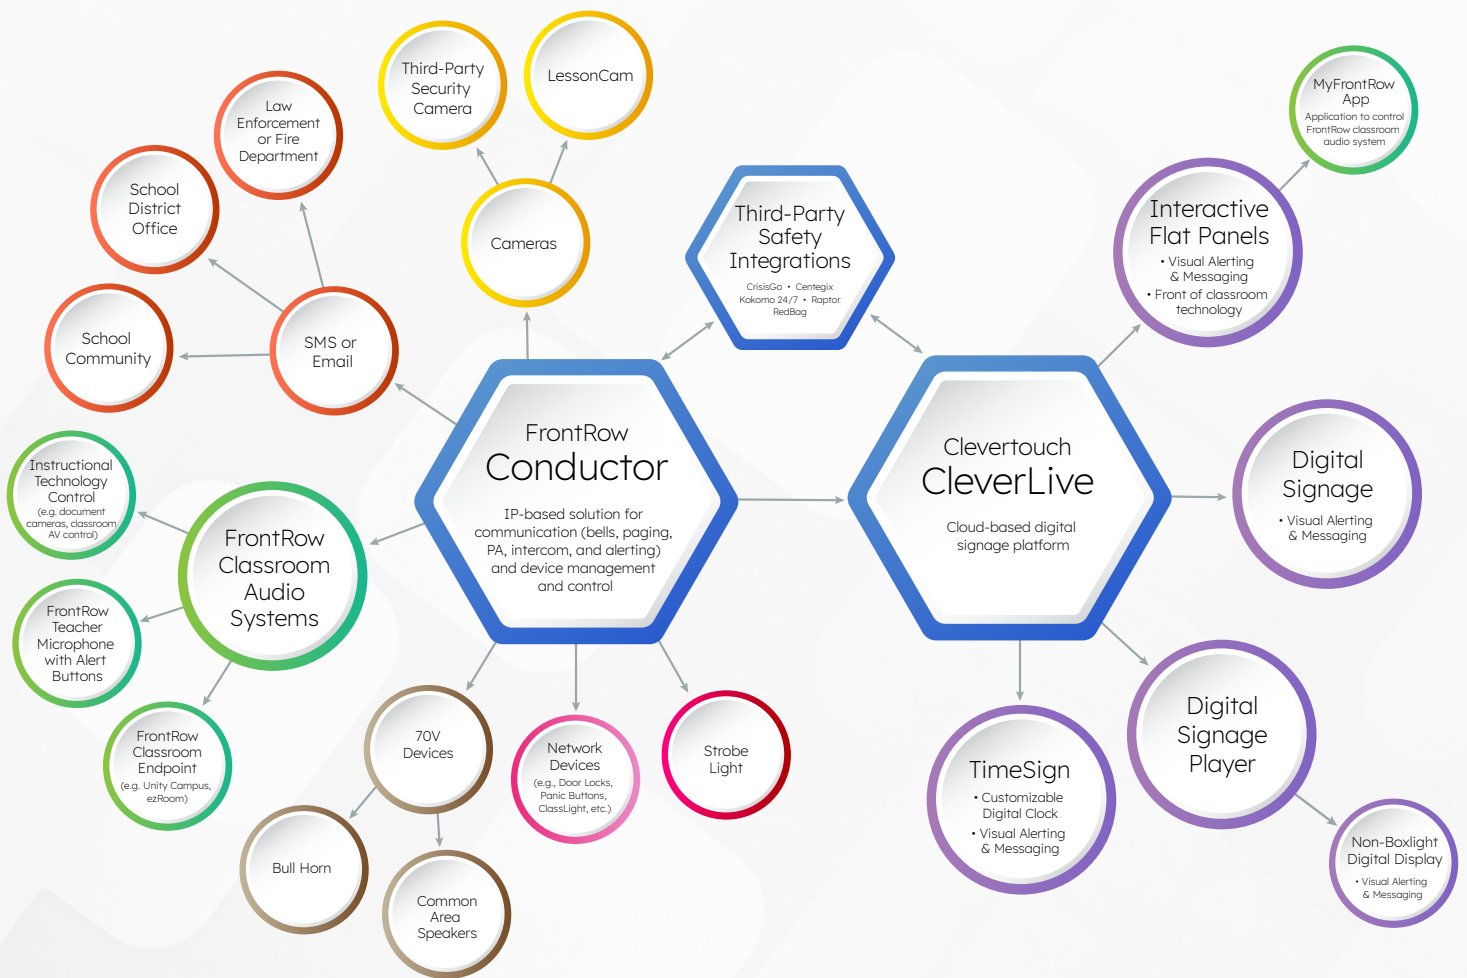 Third-Party
Security
Camera
LessonCam
Law
Enforcement
or Fire
Department
School
District
Office
Cameras
School
Community
SMS or
Email
Third-Party
Safety
Integrations
CrisisGo • Centegix
Kokomo 24/7 • Raptor
RedBag
MyFrontRow
App
Application to control
FrontRow classroom
audio system
Interactive
Flat Panels
• Visual Alerting
& Messaging
• Front of classroom
technology
FrontRow
Conductor
IP-based solution for
communication (bells, paging,
PA, intercom, and alerting)
and device management
and control
Clevertouch
CleverLive
Cloud-based digital
signage platform
Digital
Signage
• Visual Alerting
& Messaging
Instructional
Technology
Control
(e.g. document
cameras, classroom
AV control)
FrontRow
Classroom
Audio
Systems
FrontRow
Teacher
Microphone
with Alert
Buttons
FrontRow
Classroom
Endpoint
(e.g. Unity Campus,
ezRoom)
70V
Devices
Network
Devices
(e.g., Door Locks,
Panic Buttons,
ClassLight, etc.)
Strobe
Light
Bull Horn
Common
Area
Speakers
TimeSign
• Customizable
Digital Clock
• Visual Alerting
& Messaging
Digital
Signage
Player
Non-Boxlight
Digital Display
• Visual Alerting
& Messaging